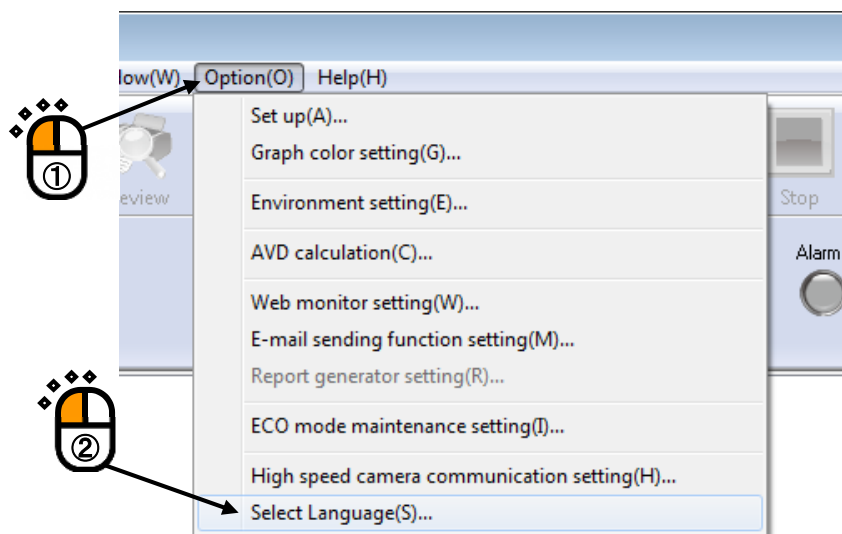 low(W) Option(O) Help(H)
①
eview
Set up(A)...
Graph color setting(G)...
Environment setting(E)...
AVD calculation(C)...
Web monitor setting(W)...
E-mail sending function setting(M)...
Report generator setting(R)...
ECO mode maintenance setting(I)...
High speed camera communication setting(H)...
Select Language(S)...
②
Stop
Alarm